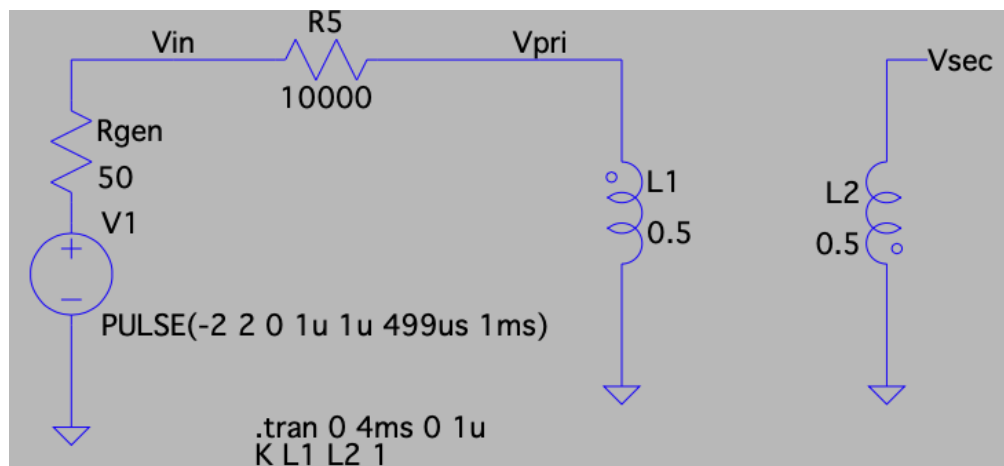 R5
Vin
Vpri
Vsec
10000
Rgen
50
L1
0.5
L2
0.5
V1
PULSE(-2 2 0 1u 1u 499us 1ms)
.tran 0 4ms 0 1u
K L1 L2 1